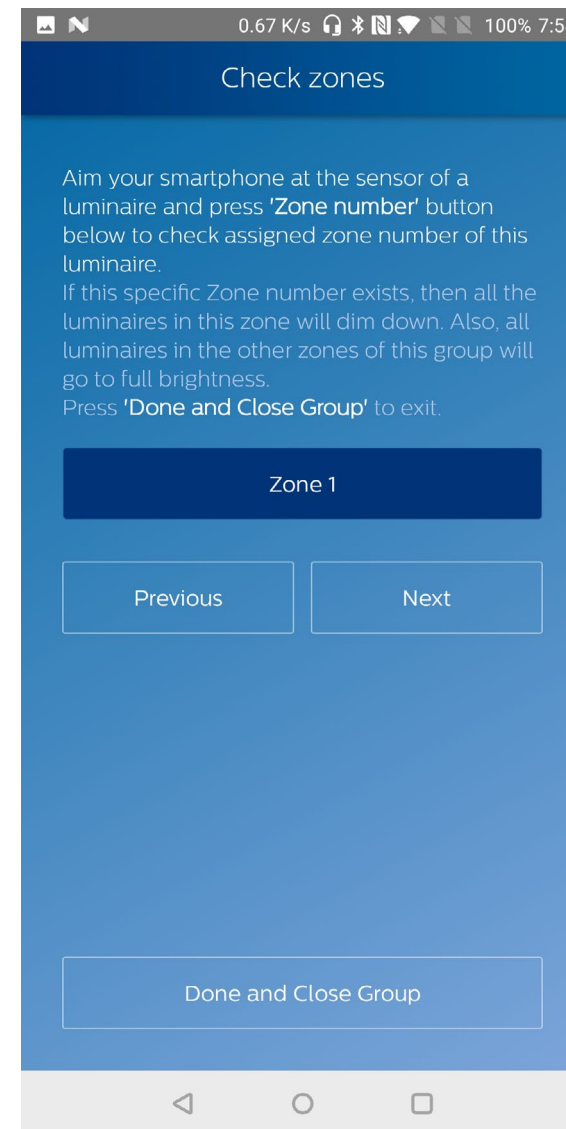 0.67 K/s 100% 7:5
Check zones
Aim your smartphone at the sensor of a
luminaire and press 'Zone number' button
below to check assigned zone number of this
luminaire.
If this specific Zone number exists, then all the
luminaires in this zone will dim down. Also, all
luminaires in the other zones of this group will
go to full brightness.
Press 'Done and Close Group' to exit.
Zone 1
Previous Next
Done and Close Group